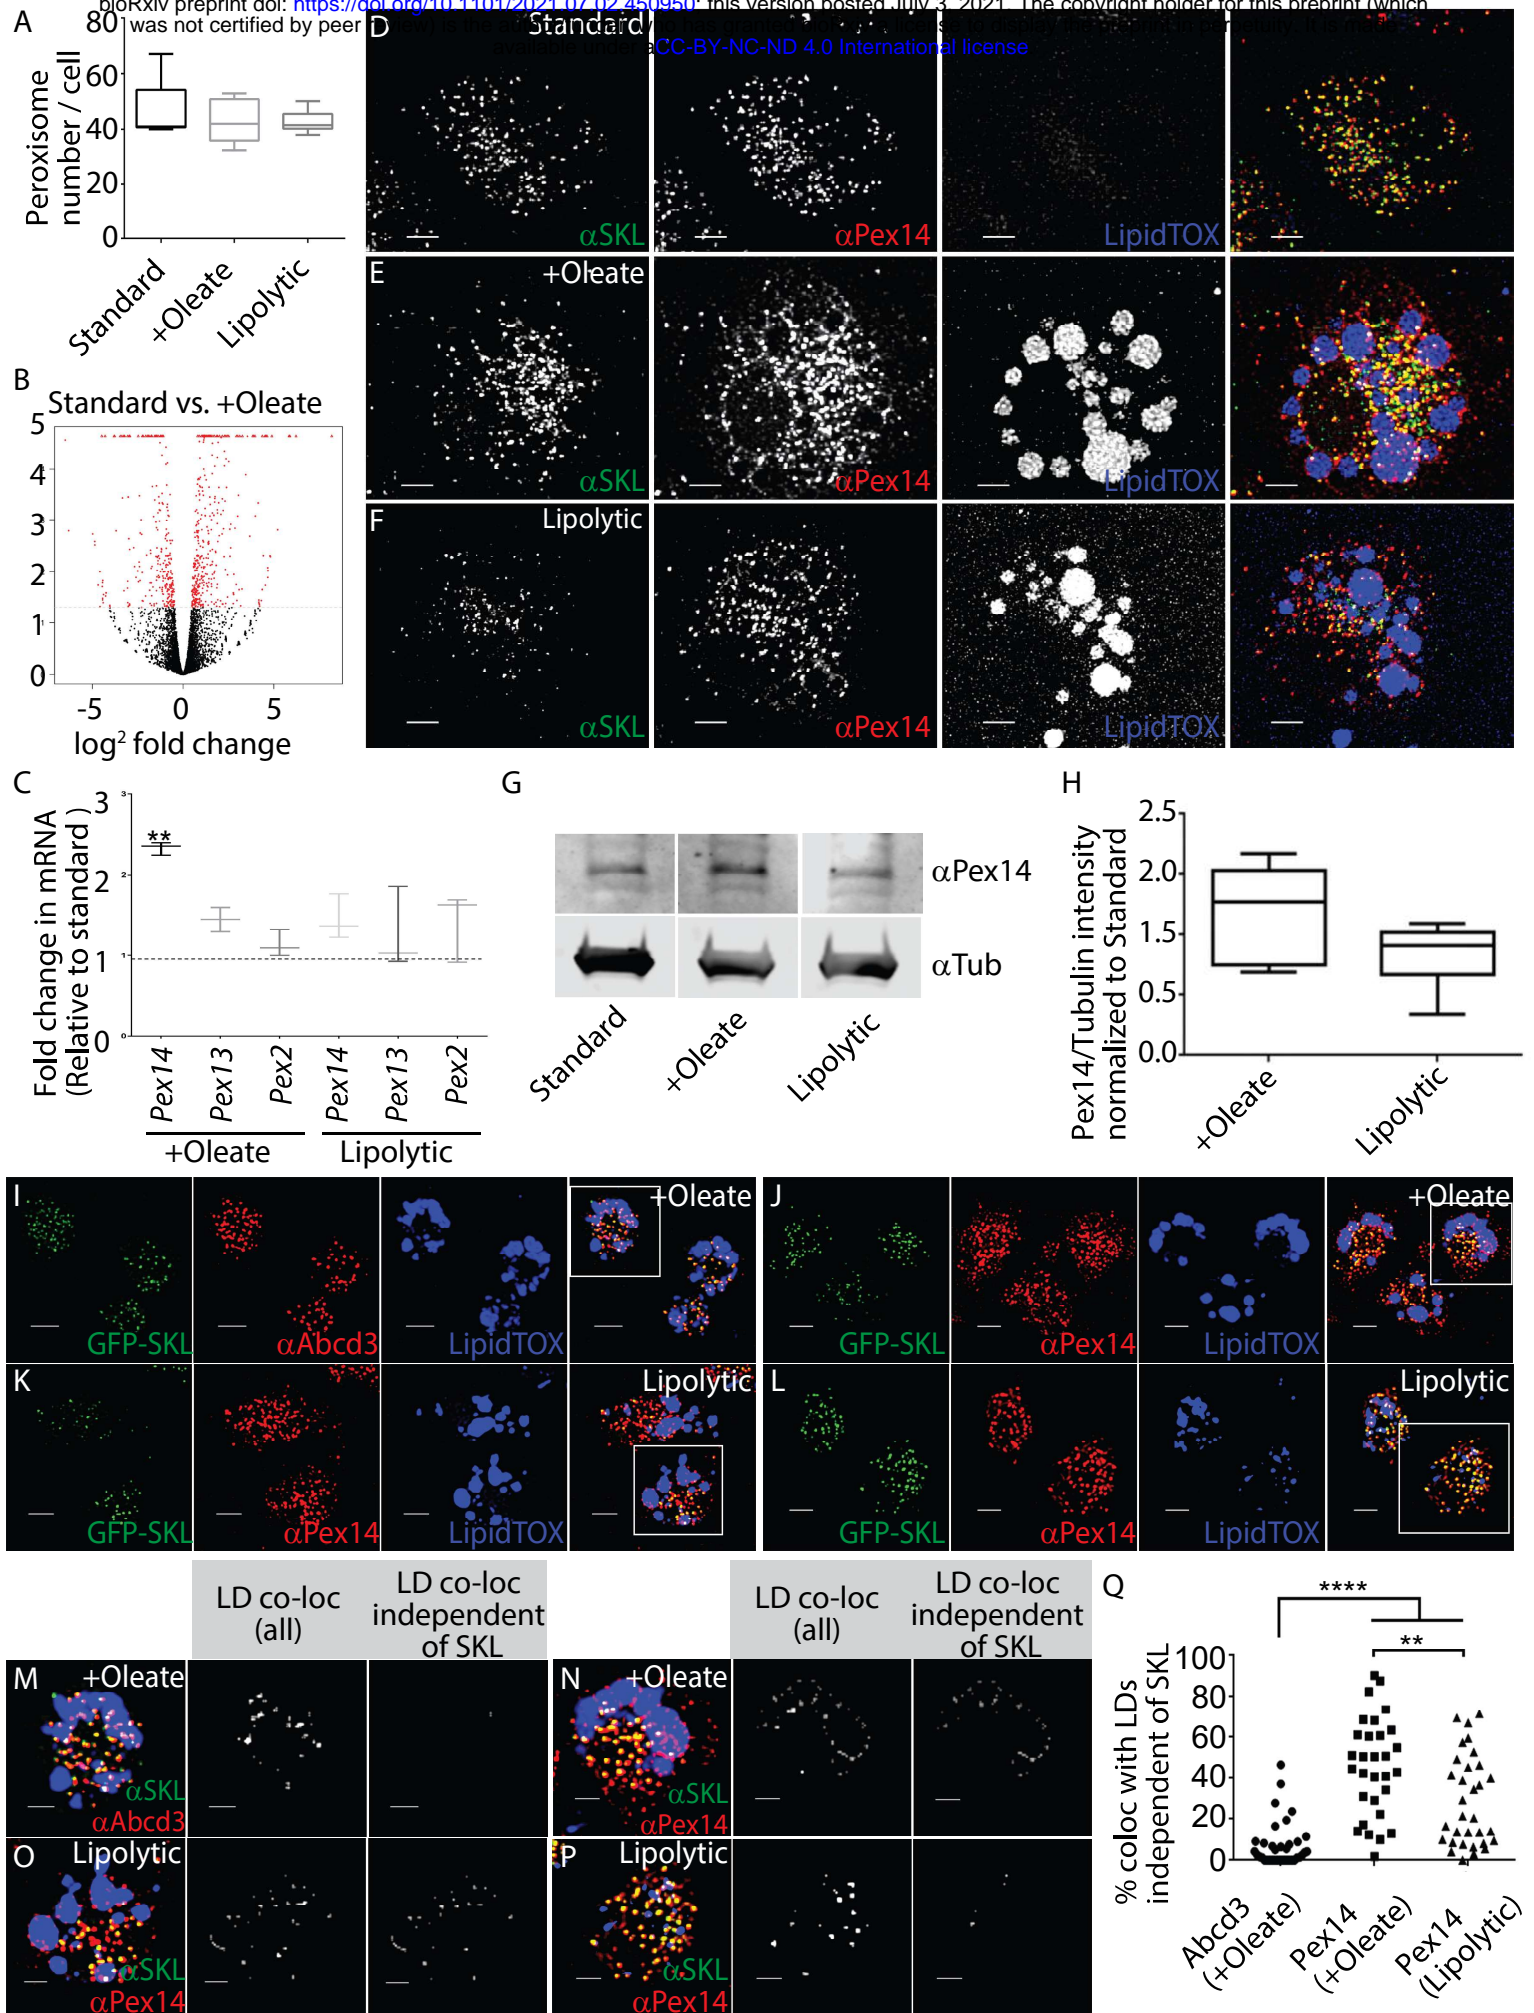 bioRxiv preprint doi: https://doi.org/10.1101/2021.07.02.450950; this version posted July 3, 2021. The copyright holder for this preprint (which
was not certified by peer review) is the author/funder, who has granted bioRxiv a license to display the preprint in perpetuity. It is made
available under aCC-BY-NC-ND 4.0 International license
A
Peroxisome
number / cell
80
60
40
20
0
Standard
+Oleate
Lipolytic
B
Standard vs. +Oleate
5
4
3
2
1
0
-5
0
5
log2 fold change
D
Standard
αSKL
αPex14
LipidTOX
E
+Oleate
αSKL
αPex14
LipidTOX
F
Lipolytic
αSKL
αPex14
LipidTOX
C
Fold change in mRNA
(Relative to standard )
3
2
1
0
3
2
1
0
**
Pex14
Pex13
Pex2
Pex14
Pex13
Pex2
+Oleate
Lipolytic
G
αPex14
αTub
Standard
+Oleate
Lipolytic
H
Pex14/Tubulin intensity
normalized to Standard
2.5
2.0
1.5
0.5
0.0
+Oleate
Lipolytic
I
+Oleate
GFP-SKL
αAbcd3
LipidTOX
J
+Oleate
GFP-SKL
αPex14
LipidTOX
K
Lipolytic
GFP-SKL
αPex14
LipidTOX
L
Lipolytic
GFP-SKL
αPex14
LipidTOX
LD co-loc
(all)
LD co-loc
independent
of SKL
LD co-loc
(all)
LD co-loc
independent
of SKL
M
+Oleate
αSKL
αAbcd3
N
+Oleate
αSKL
αPex14
O
Lipolytic
αSKL
αPex14
P
Lipolytic
αSKL
αPex14
Q
% coloc with LDs
independent of SKL
****
**
100
80
60
40
20
0
Abcd3
(+Oleate)
Pex14
(+Oleate)
Pex14
(Lipolytic)